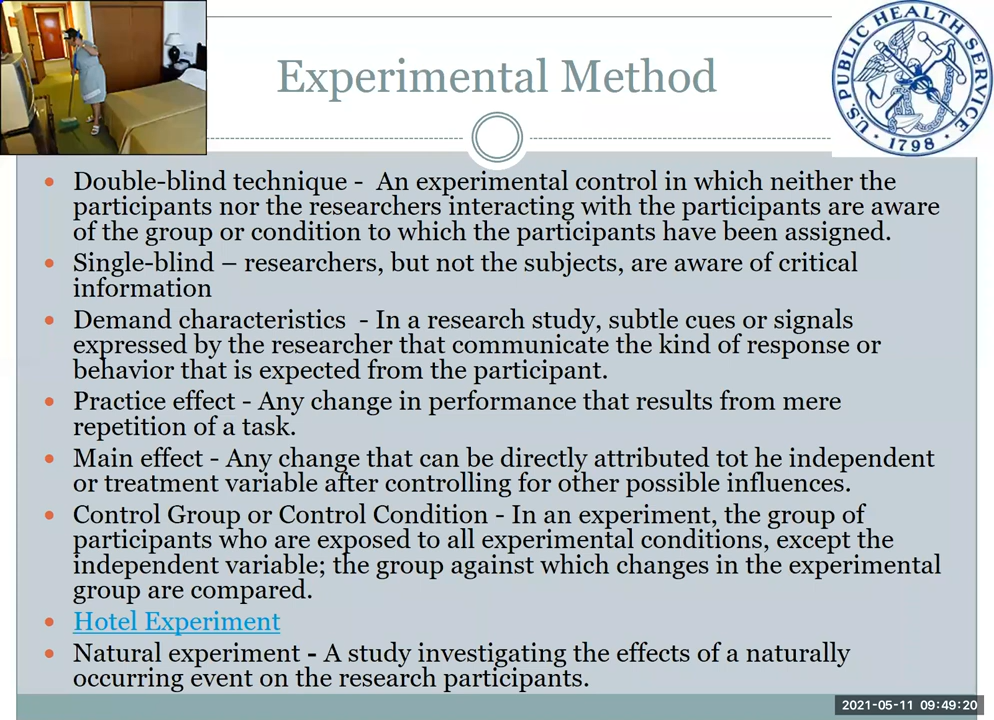 Experimental Method
U.S. PUBLIC HEALTH SERVICE
1798
Double-blind technique - An experimental control in which neither the
participants nor the researchers interacting with the participants are aware
of the group or condition to which the participants have been assigned.
Single-blind – researchers, but not the subjects, are aware of critical
information
Demand characteristics - In a research study, subtle cues or signals
expressed by the researcher that communicate the kind of response or
behavior that is expected from the participant.
Practice effect - Any change in performance that results from mere
repetition of a task.
Main effect - Any change that can be directly attributed tot he independent
or treatment variable after controlling for other possible influences.
Control Group or Control Condition - In an experiment, the group of
participants who are exposed to all experimental conditions, except the
independent variable; the group against which changes in the experimental
group are compared.
Hotel Experiment
Natural experiment - A study investigating the effects of a naturally
occurring event on the research participants.
2021-05-11 09:49:20